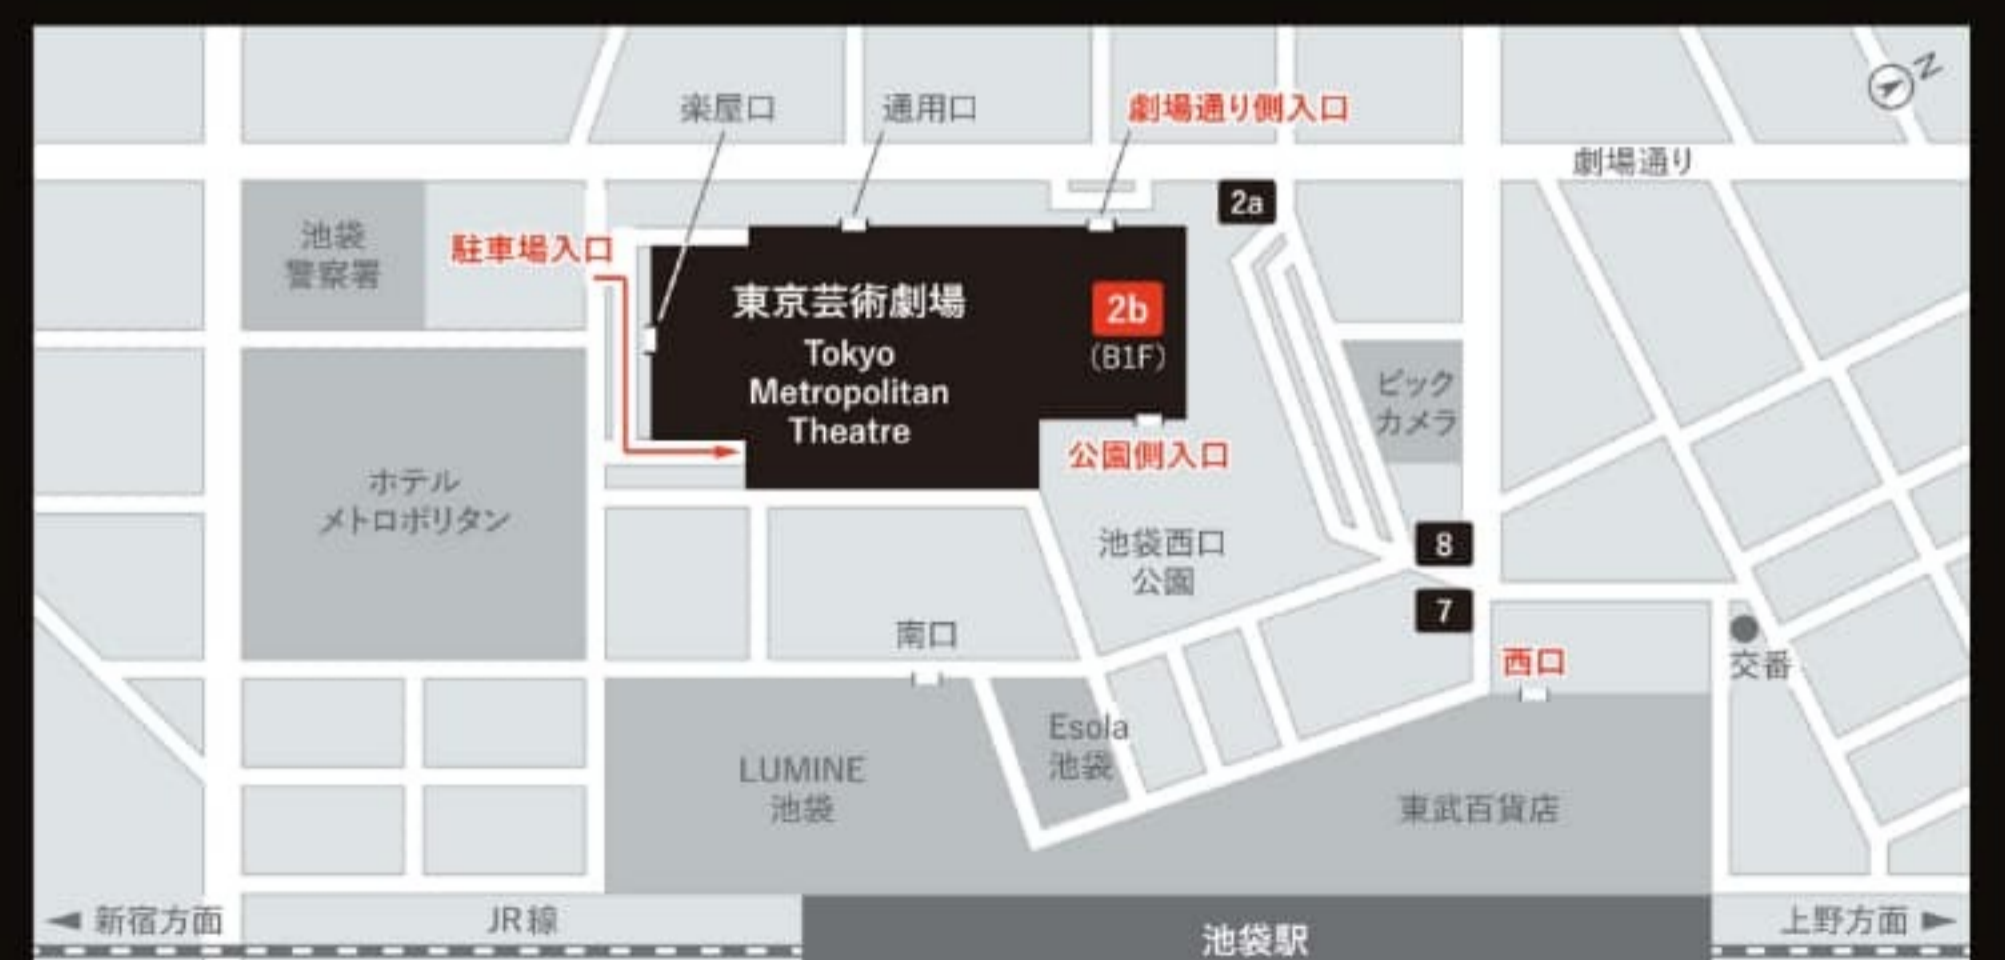 N
楽屋口
通用口
劇場通り側入口
劇場通り
2a
池袋
警察署
駐車場入口
東京芸術劇場
Tokyo
Metropolitan
Theatre
2b
(B1F)
ビック
カメラ
公園側入口
ホテル
メトロポリタン
池袋西口
公園
8
7
南口
西口
交番
Esola
池袋
LUMINE
池袋
東武百貨店
新宿方面
JR線
池袋駅
上野方面